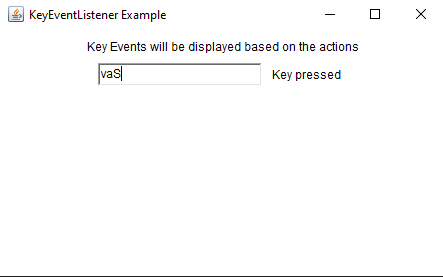 KeyEventListener Example
Key Events will be displayed based on the actions
vaS Key pressed